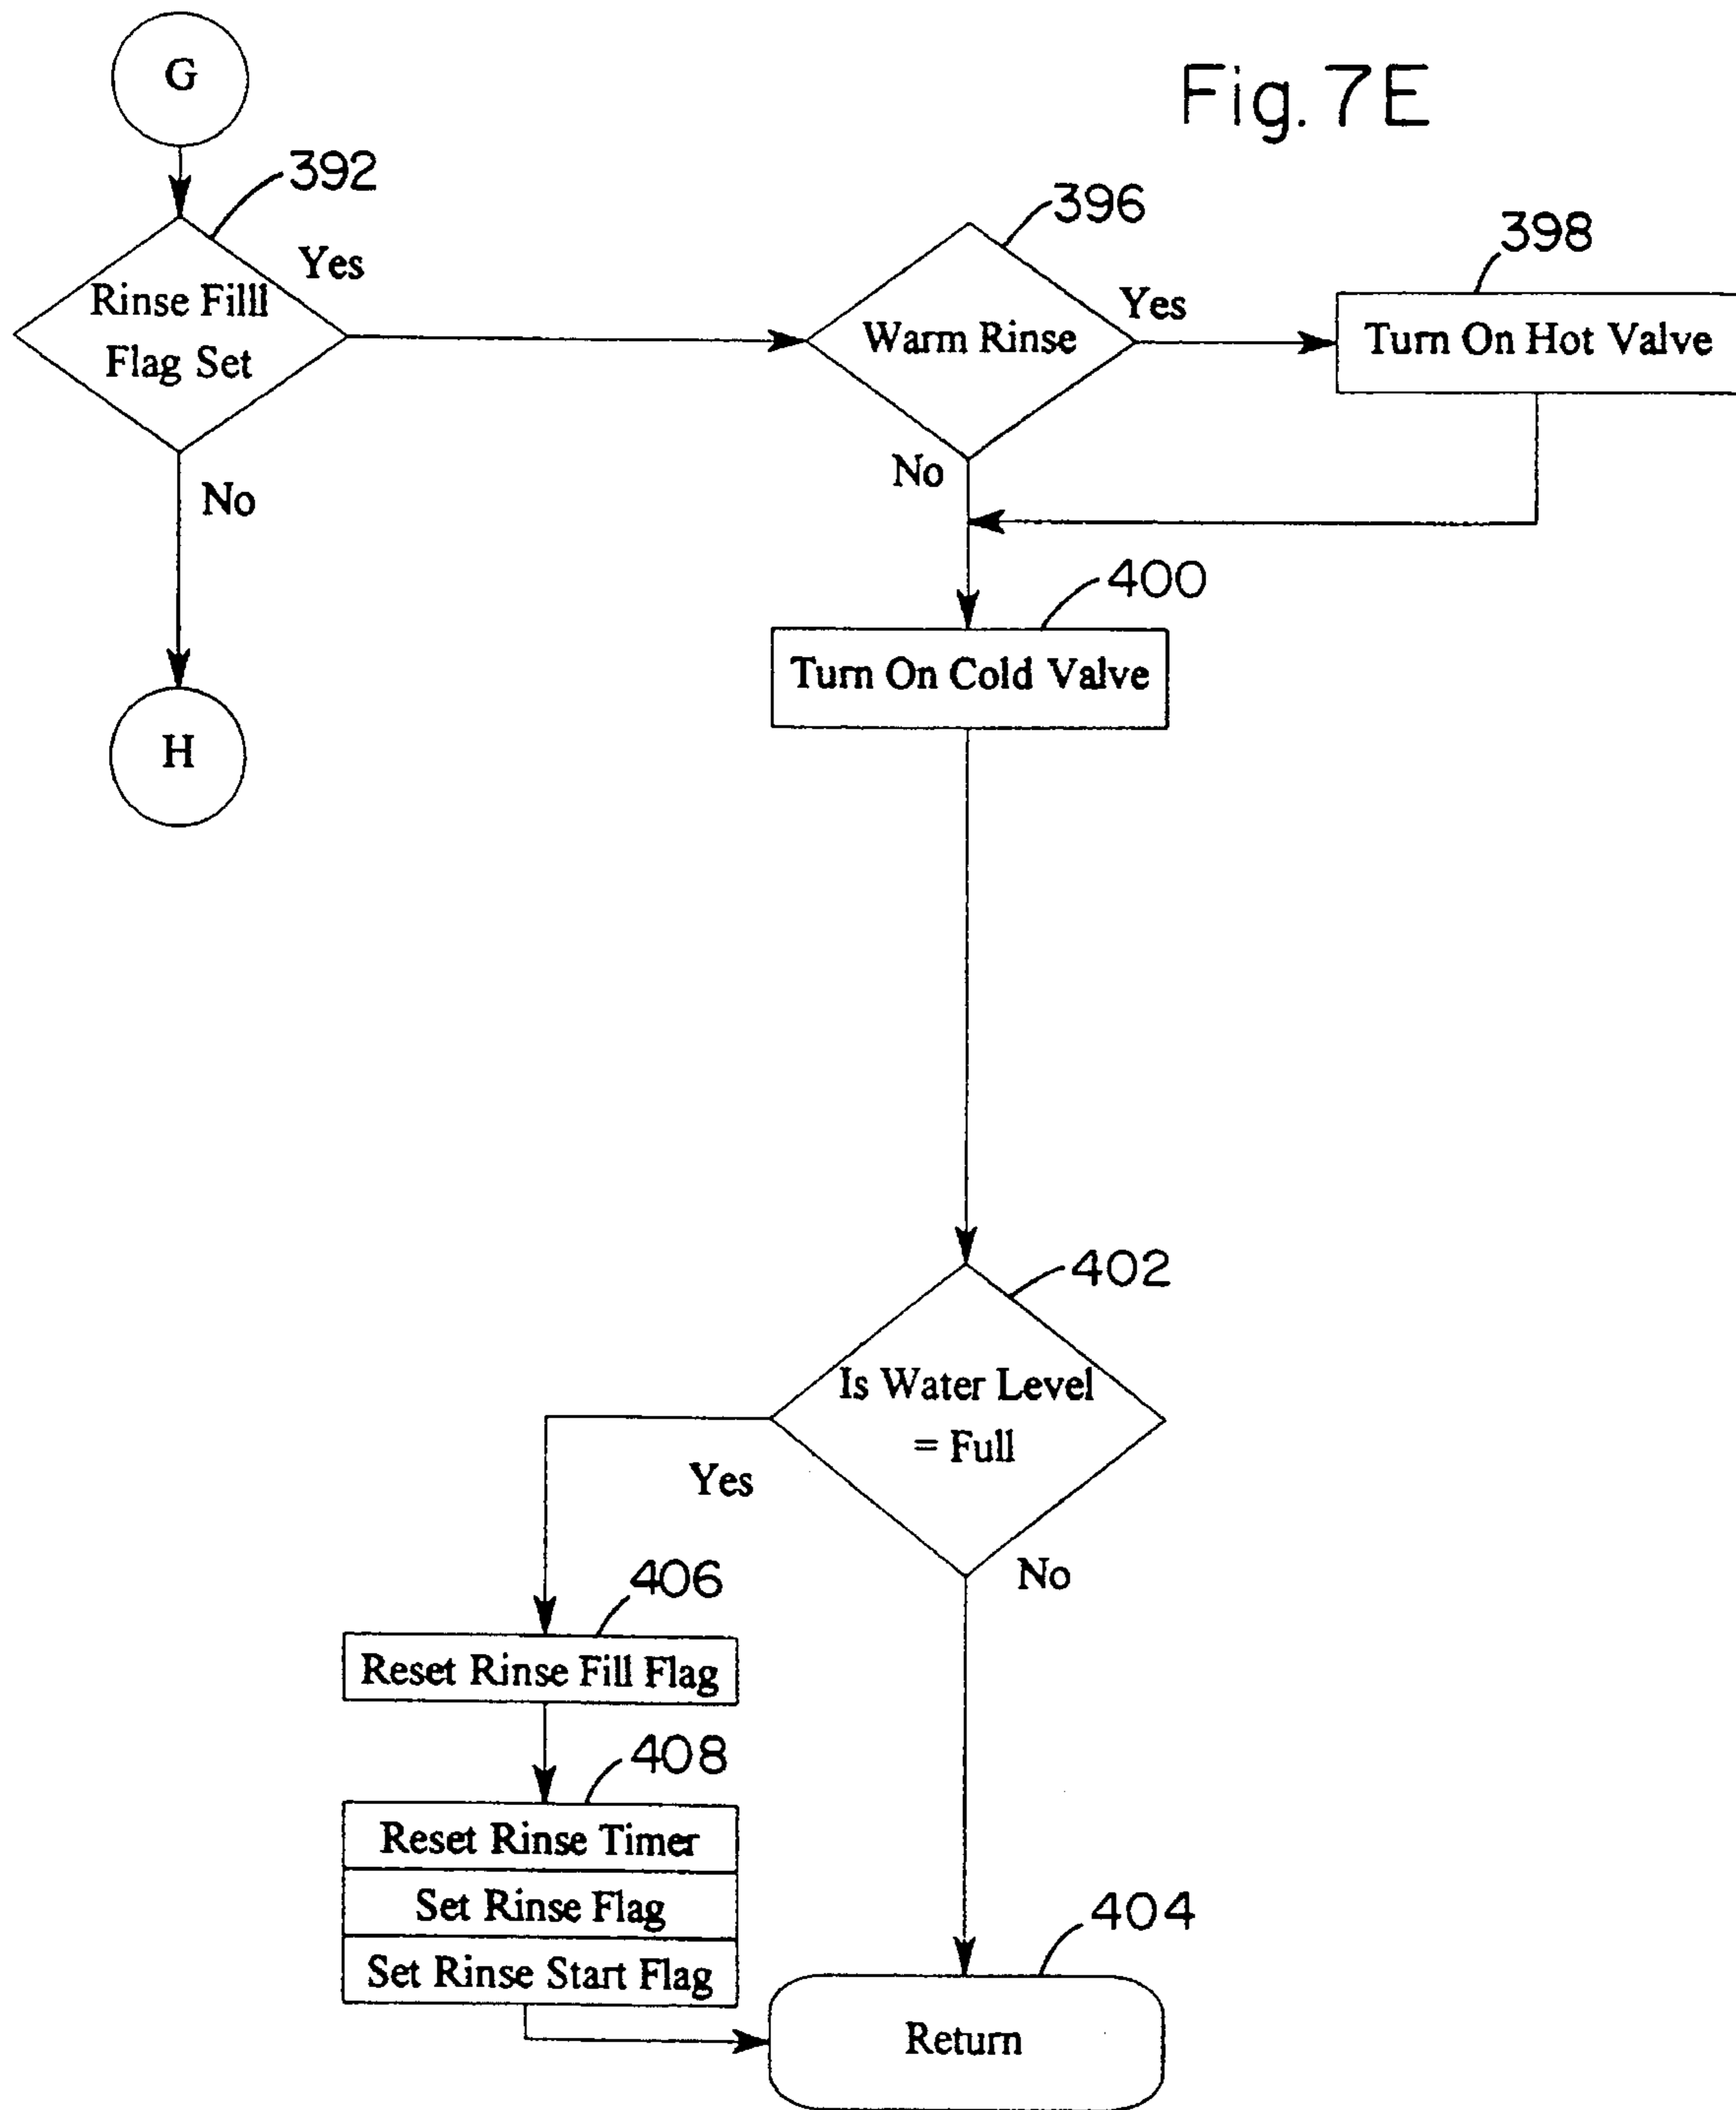 Fig. 7E
G
392
Rinse Filll
Flag Set
Yes
No
H
396
Warm Rinse
Yes
No
398
Turn On Hot Valve
400
Turn On Cold Valve
402
Is Water Level
= Full
Yes
No
406
Reset Rinse Fill Flag
408
Reset Rinse Timer
Set Rinse Flag
Set Rinse Start Flag
404
Return